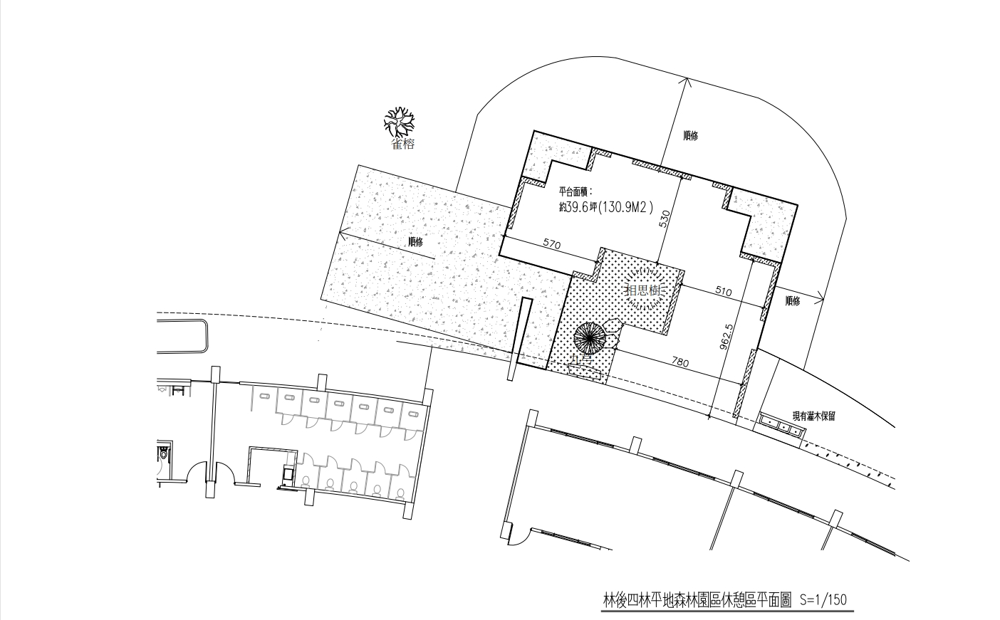 雀榕
順修
平台面積：
約39.6坪(130.9M2)
530
順修
570
相思樹
510
順修
962.5
780
九芎
現有灌木保留
林後四林平地森林園區休憩區平面圖 S=1/150